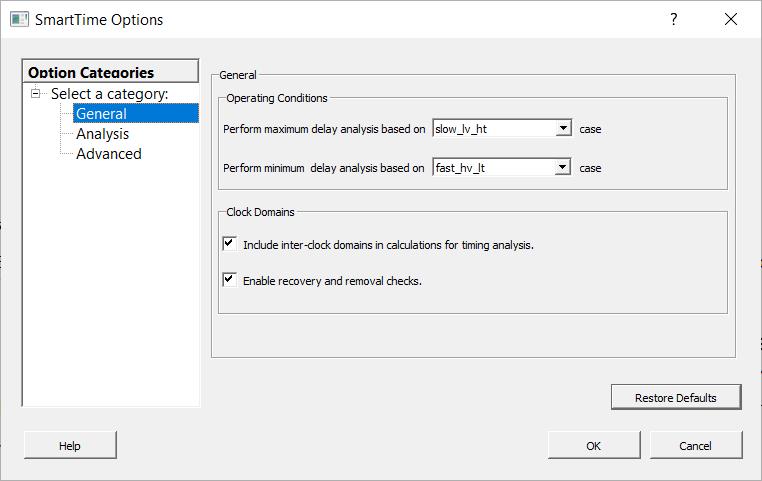 SmartTime Options
Option Categories
Select a category:
General
Analysis
Advanced
General
Operating Conditions
Perform maximum delay analysis based on slow_lv_ht case
Perform minimum delay analysis based on fast_hv_lt case
Clock Domains
Include inter-clock domains in calculations for timing analysis.
Enable recovery and removal checks.
Restore Defaults
Help OK Cancel